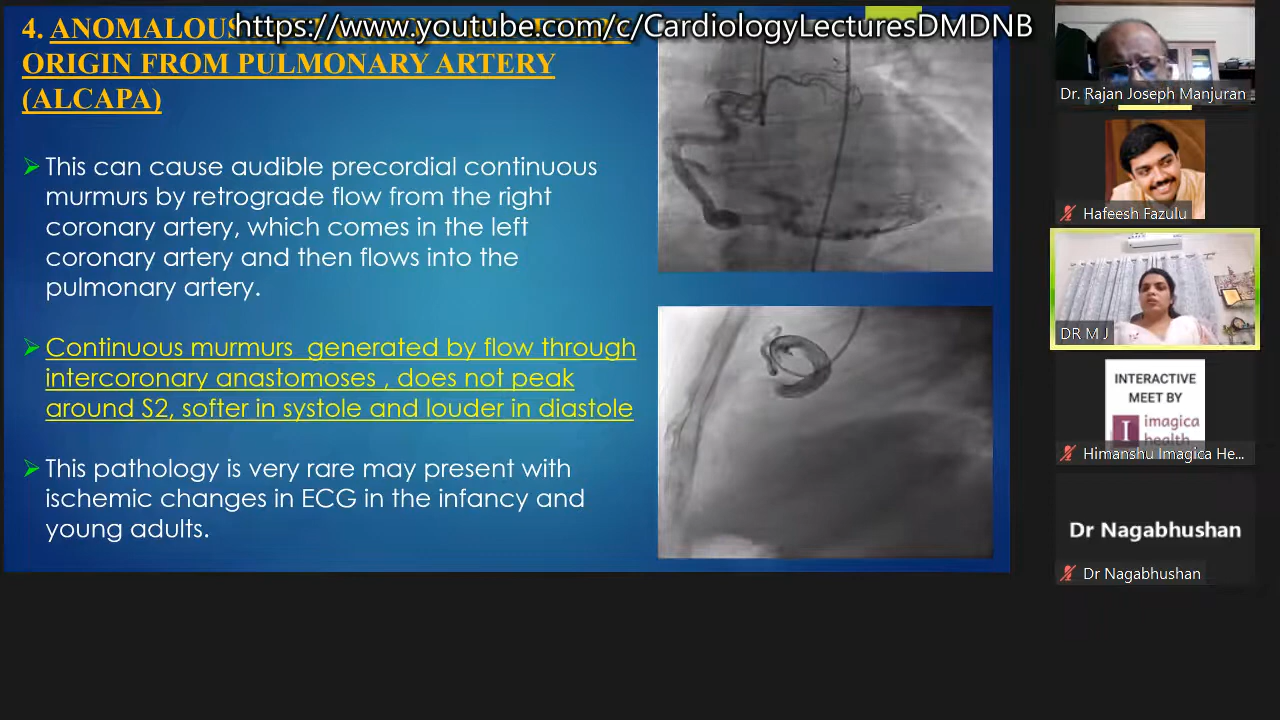 https://www.youtube.com/c/CardiologyLecturesDMDNB
4. ANOMALOUS
ORIGIN FROM PULMONARY ARTERY
(ALCAPA)
➢ This can cause audible precordial continuous
murmurs by retrograde flow from the right
coronary artery, which comes in the left
coronary artery and then flows into the
pulmonary artery.
➢ Continuous murmurs generated by flow through
intercoronary anastomoses , does not peak
around S2, softer in systole and louder in diastole
➢ This pathology is very rare may present with
ischemic changes in ECG in the infancy and
young adults.
Dr. Rajan Joseph Manjuran
Hafeesh Fazulu
DR M J
INTERACTIVE
MEET BY
I imagica
health
Himanshu Imagica He...
Dr Nagabhushan
Dr Nagabhushan